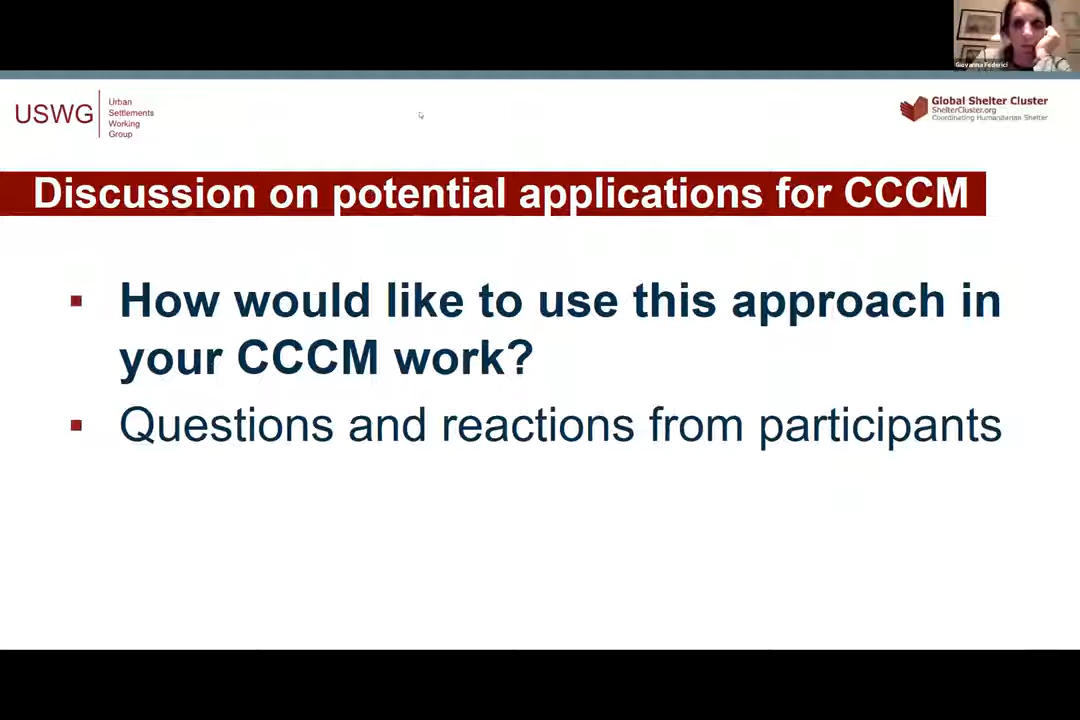 Giovanna Federici
USWG
Urban
Settlements
Working
Group
Global Shelter Cluster
ShelterCluster.org
Coordinating Humanitarian Shelter
Discussion on potential applications for CCCM
▪ How would like to use this approach in
your CCCM work?
▪ Questions and reactions from participants